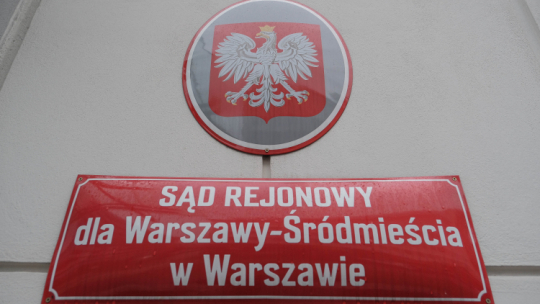 SĄD REJONOWY
dla Warszawy-Śródmieścia
w Warszawie